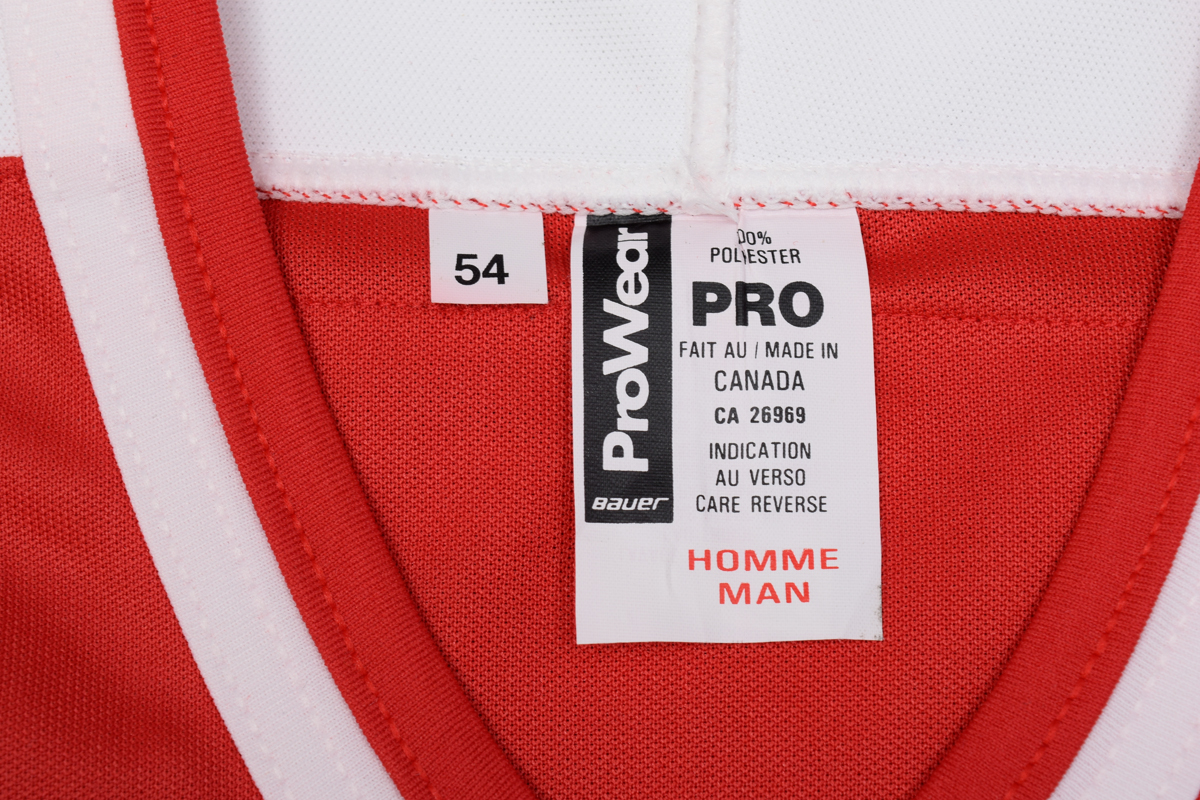 54
ProWear
BAUER
00%
POLYESTER
PRO
FAIT AU / MADE IN
CANADA
CA 26969
INDICATION
AU VERSO
CARE REVERSE
HOMME
MAN